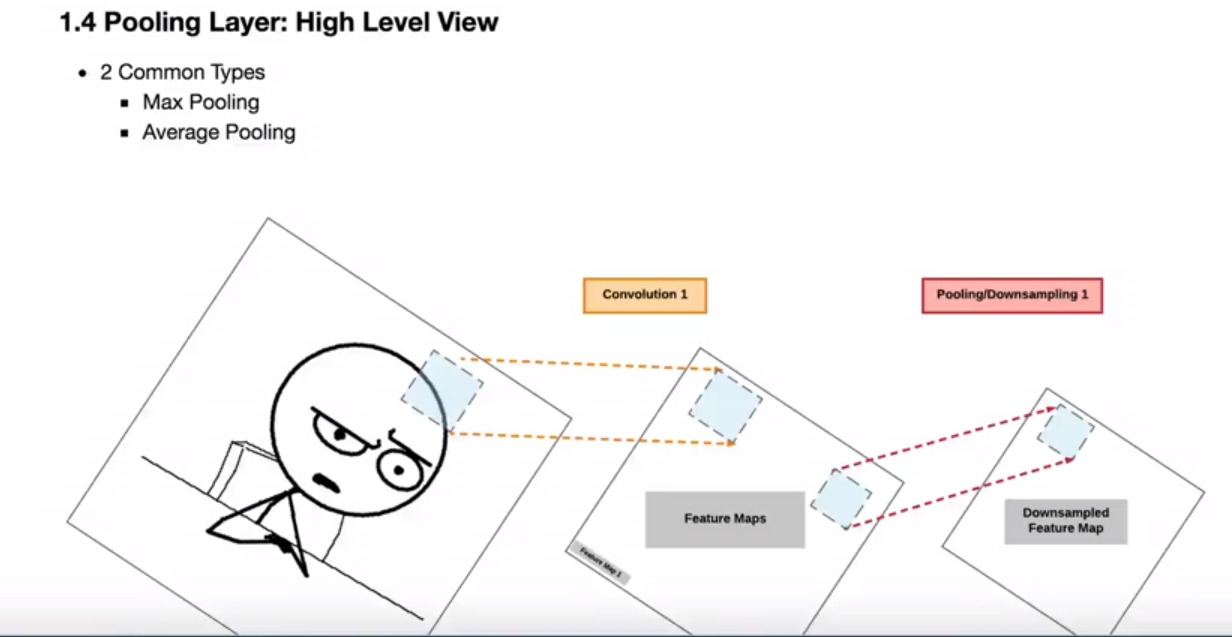 1.4 Pooling Layer: High Level View
2 Common Types
Max Pooling
Average Pooling
Convolution 1
Pooling/Downsampling 1
Feature Maps
Downsampled
Feature Map
Feature Map 1